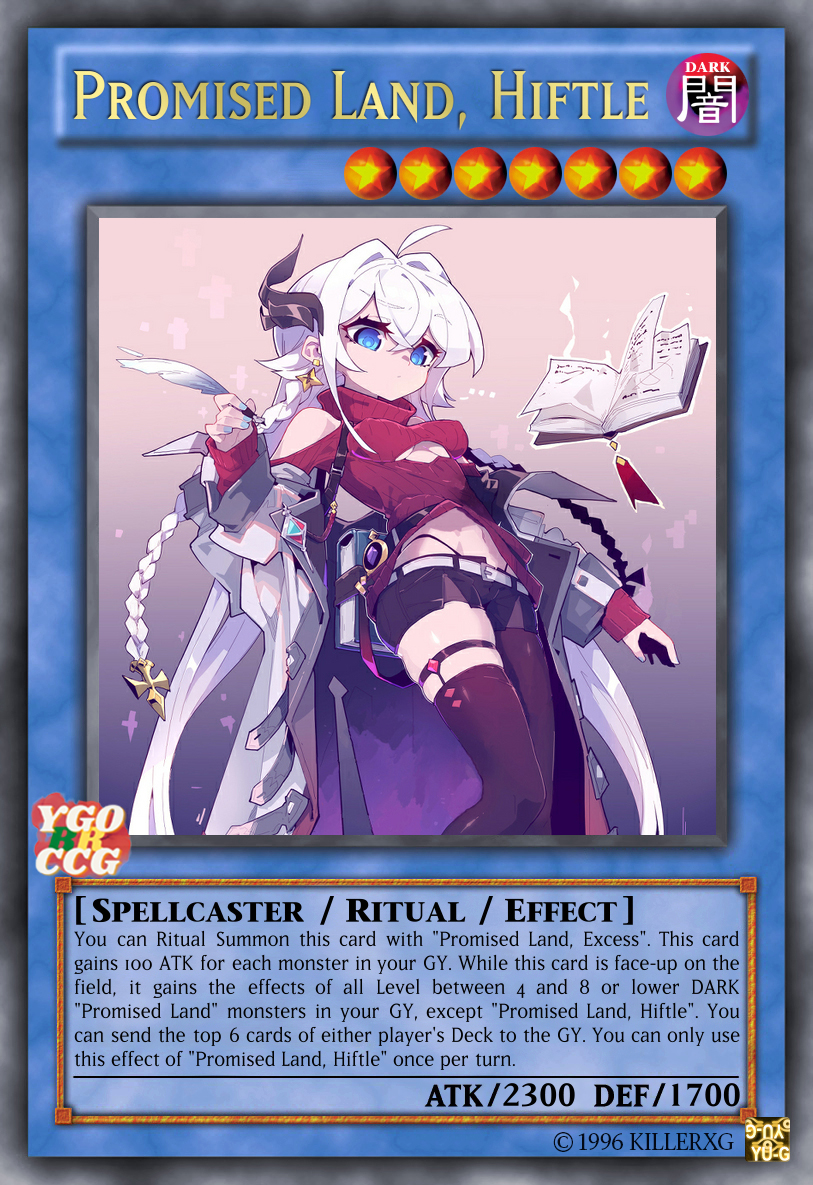 Promised Land, Hiftle
DARK
闇
YGO
RR
CCG
[Spellcaster / Ritual / Effect]
You can Ritual Summon this card with "Promised Land, Excess". This card
gains 100 ATK for each monster in your GY. While this card is face-up on the
field, it gains the effects of all Level between 4 and 8 or lower DARK
"Promised Land" monsters in your GY, except "Promised Land, Hiftle". You
can send the top 6 cards of either player's Deck to the GY. You can only use
this effect of "Promised Land, Hiftle" once per turn.
ATK/2300 DEF/1700
© 1996 KILLERXG